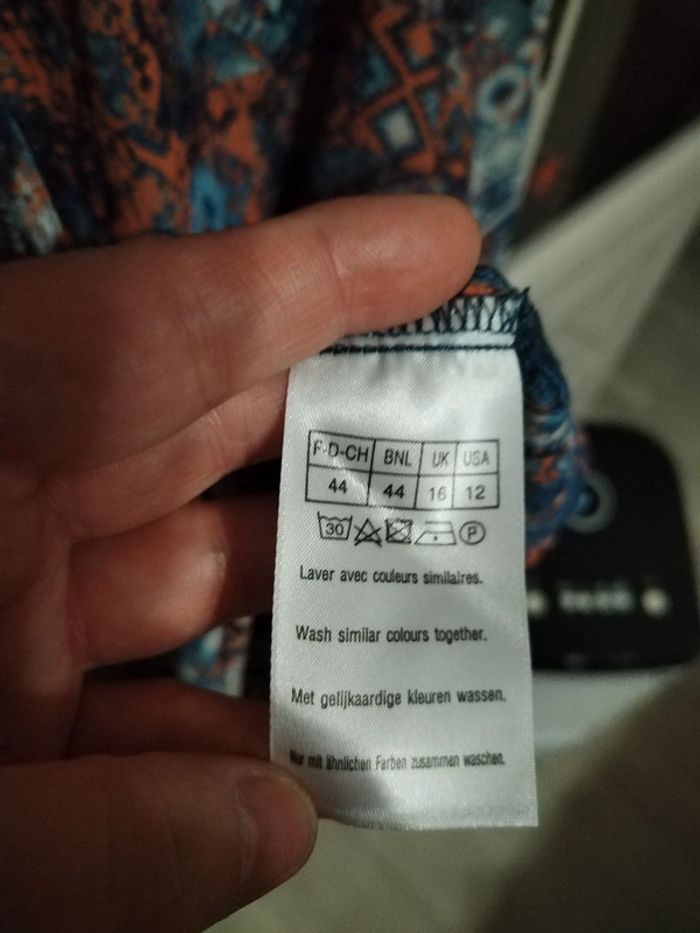 F-D-CH BNL UK USA
44 44 16 12
30 P
Laver avec couleurs similaires.
Wash similar colours together.
Met gelijkaardige kleuren wassen.
Nur mit ähnlichen Farben zusammen waschen.